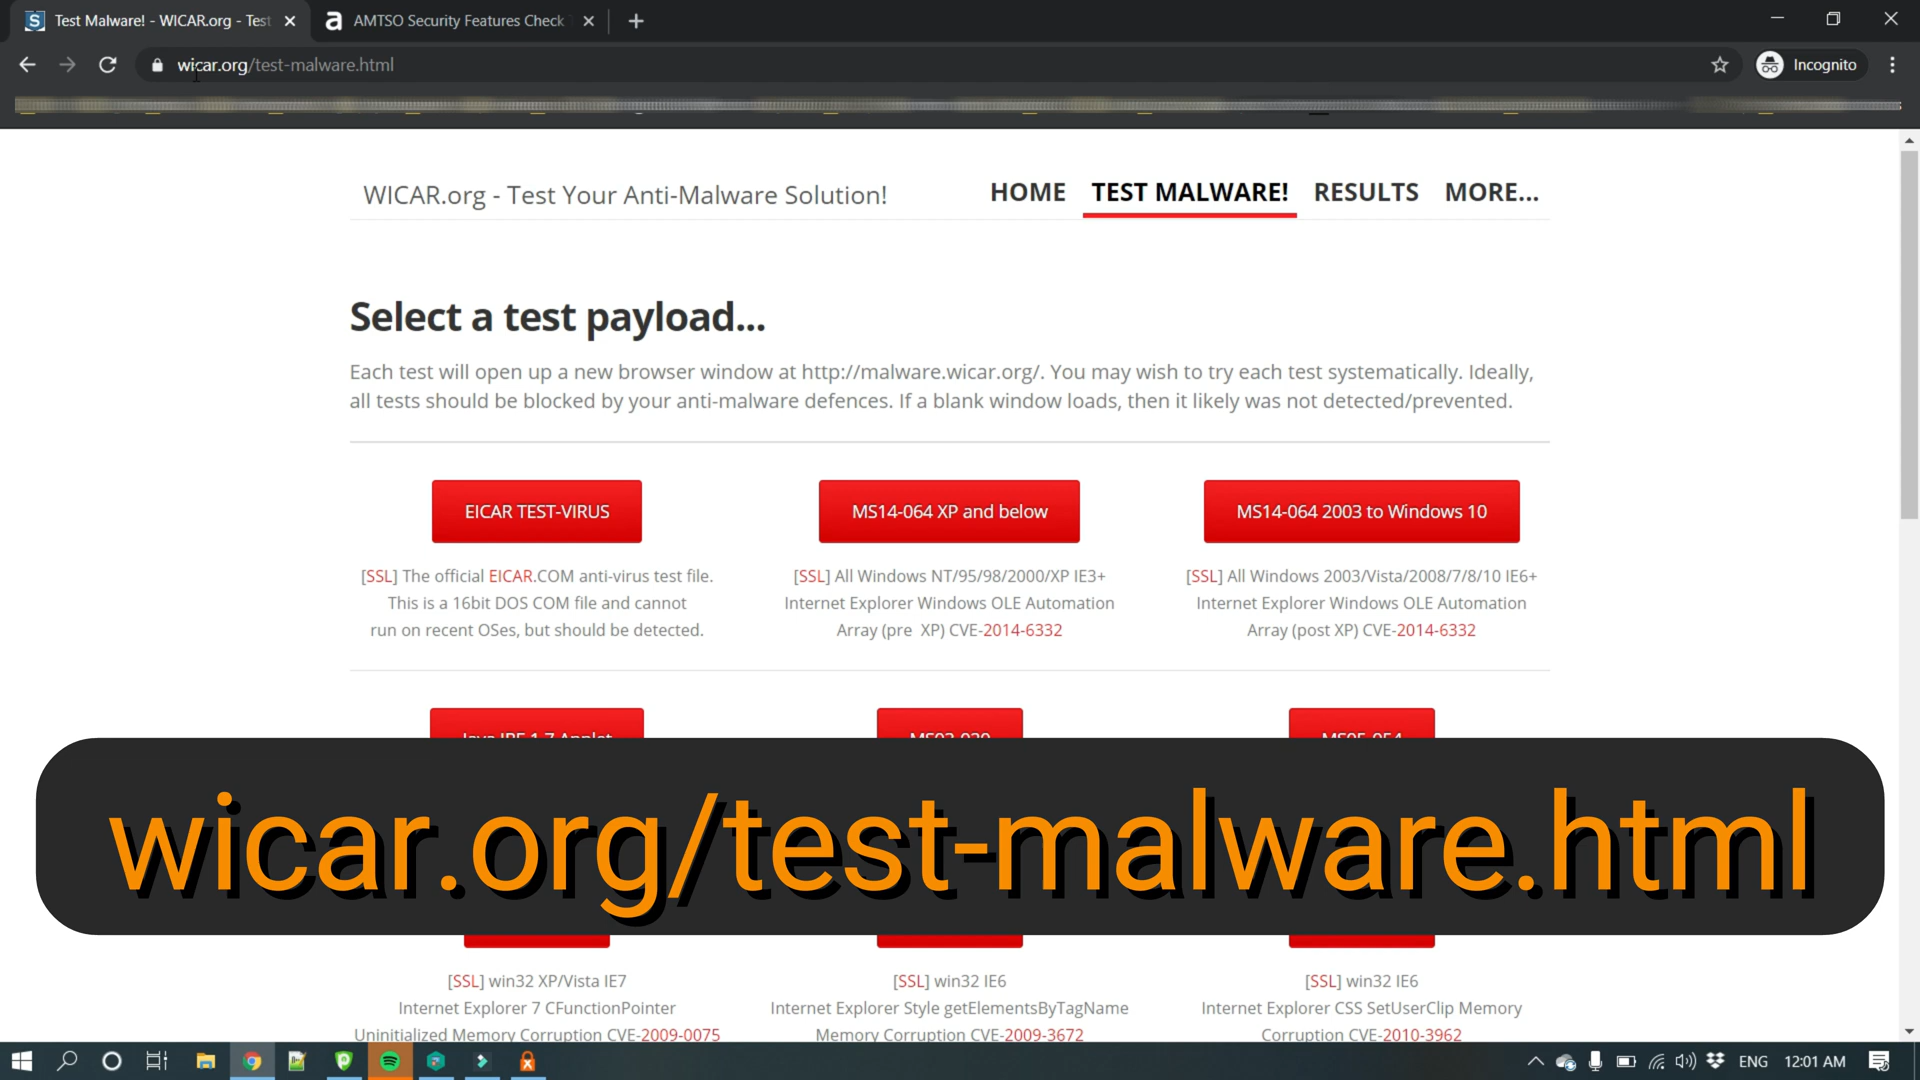 Test Malware! - WICAR.org - Test
AMTSO Security Features Check
wicar.org/test-malware.html
Incognito
WICAR.org - Test Your Anti-Malware Solution!
HOME
TEST MALWARE!
RESULTS
MORE...
Select a test payload...
Each test will open up a new browser window at http://malware.wicar.org/. You may wish to try each test systematically. Ideally,
all tests should be blocked by your anti-malware defences. If a blank window loads, then it likely was not detected/prevented.
EICAR TEST-VIRUS
MS14-064 XP and below
MS14-064 2003 to Windows 10
[SSL] The official EICAR.COM anti-virus test file.
This is a 16bit DOS COM file and cannot
run on recent OSes, but should be detected.
[SSL] All Windows NT/95/98/2000/XP IE3+
Internet Explorer Windows OLE Automation
Array (pre XP) CVE-2014-6332
[SSL] All Windows 2003/Vista/2008/7/8/10 IE6+
Internet Explorer Windows OLE Automation
Array (post XP) CVE-2014-6332
wicar.org/test-malware.html
[SSL] win32 XP/Vista IE7
Internet Explorer 7 CFunctionPointer
Uninitialized Memory Corruption CVE-2009-0075
[SSL] win32 IE6
Internet Explorer Style getElementsByTagName
Memory Corruption CVE-2009-3672
[SSL] win32 IE6
Internet Explorer CSS SetUserClip Memory
Corruption CVE-2010-3962
ENG
12:01 AM